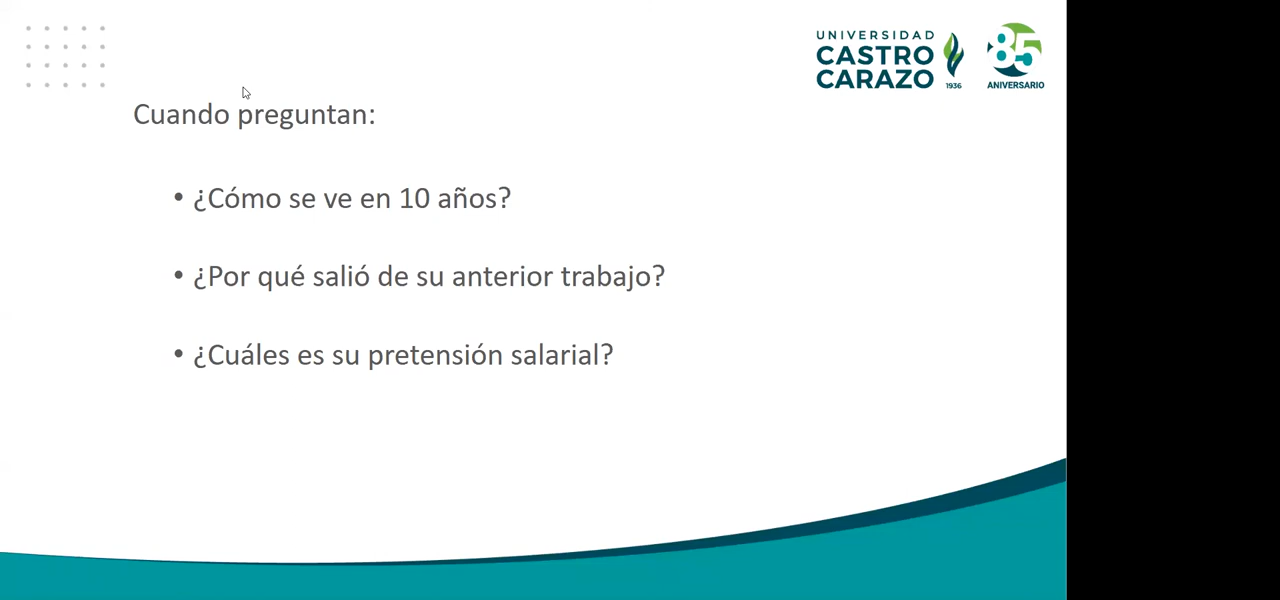 UNIVERSIDAD
CASTRO
CARAZO
1936
85
ANIVERSARIO
Cuando preguntan:
• ¿Cómo se ve en 10 años?
• ¿Por qué salió de su anterior trabajo?
• ¿Cuáles es su pretensión salarial?